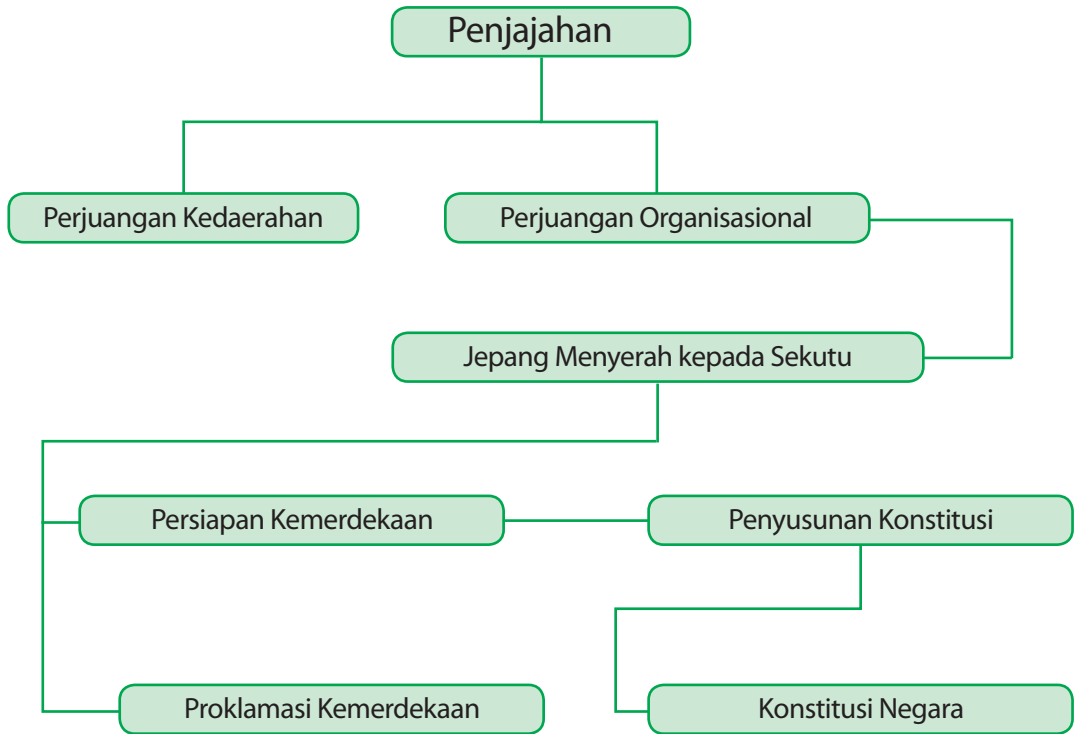 Penjajahan
Perjuangan Kedaerahan
Perjuangan Organisasional
Jepang Menyerah kepada Sekutu
Persiapan Kemerdekaan
Penyusunan Konstitusi
Proklamasi Kemerdekaan
Konstitusi Negara